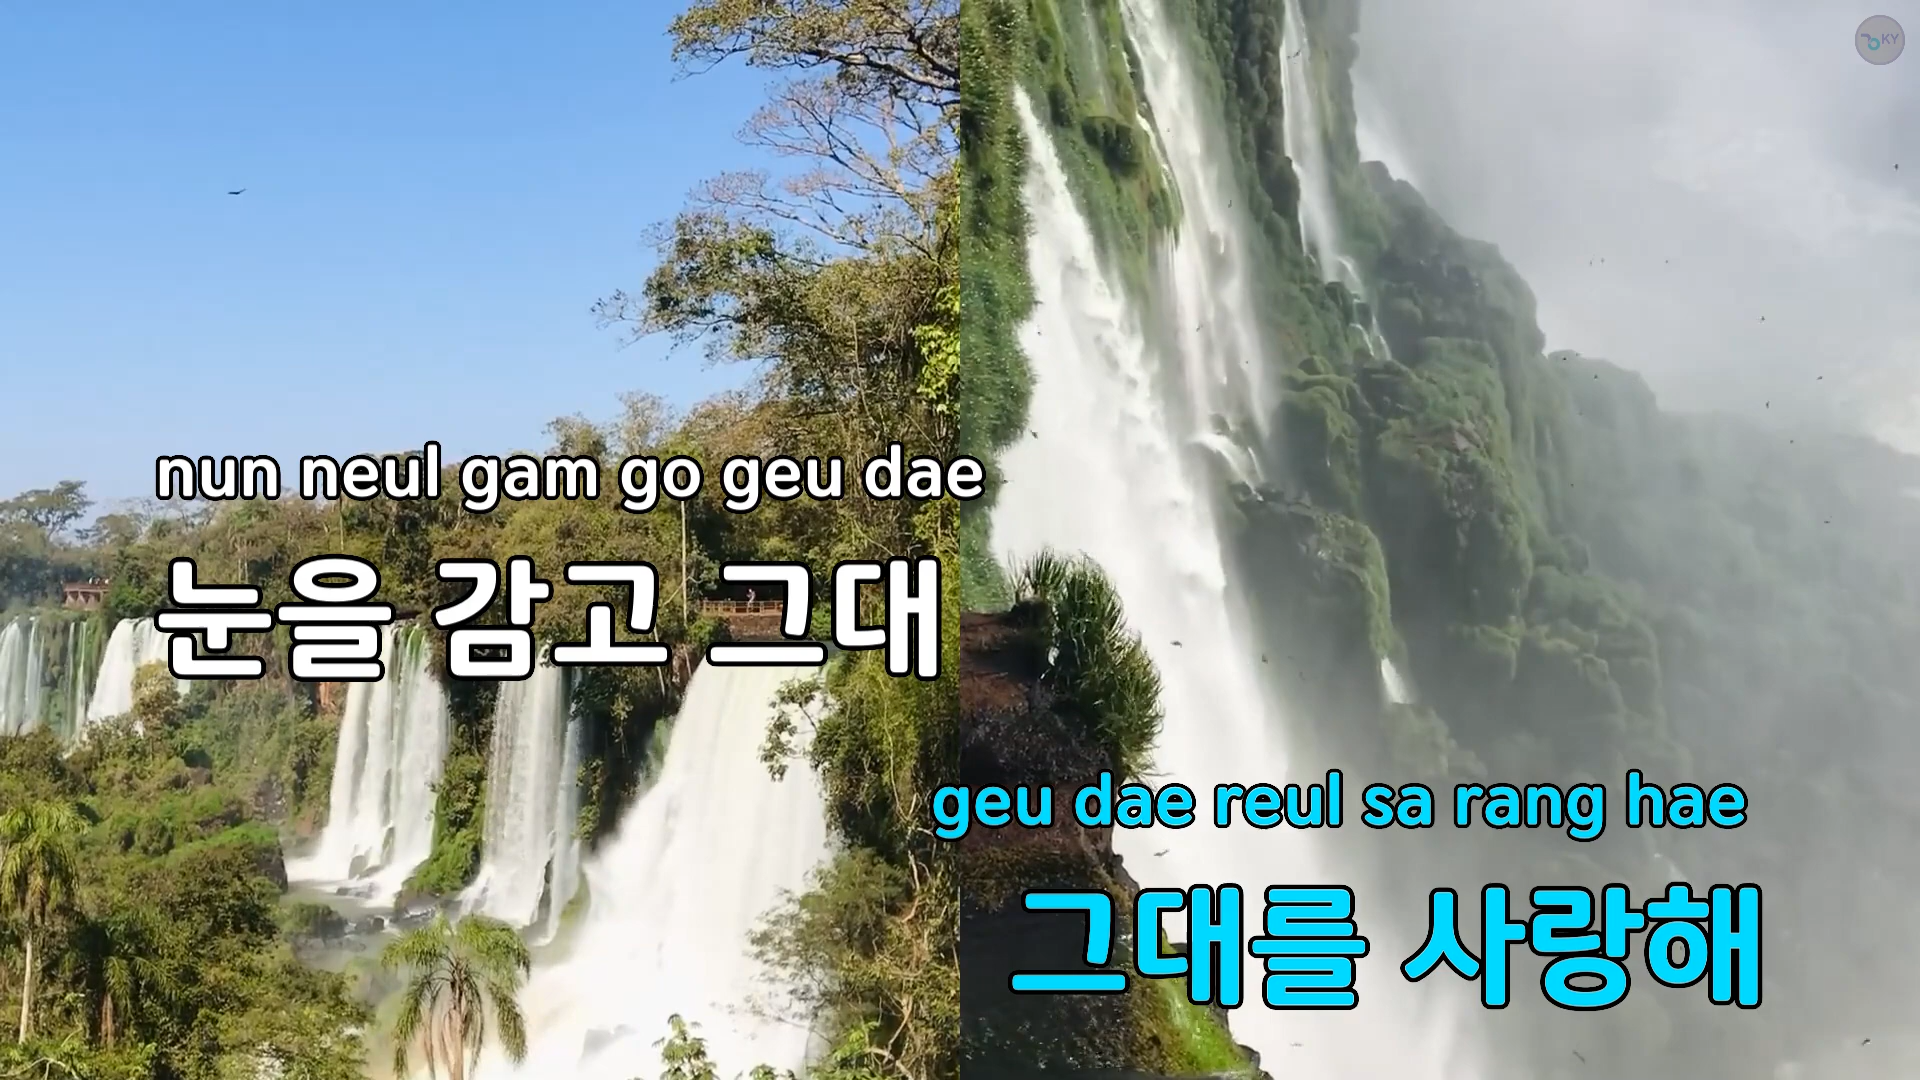 KY
nun neul gam go geu dae
눈을 감고 그대
geu dae reul sa rang hae
그대를 사랑해